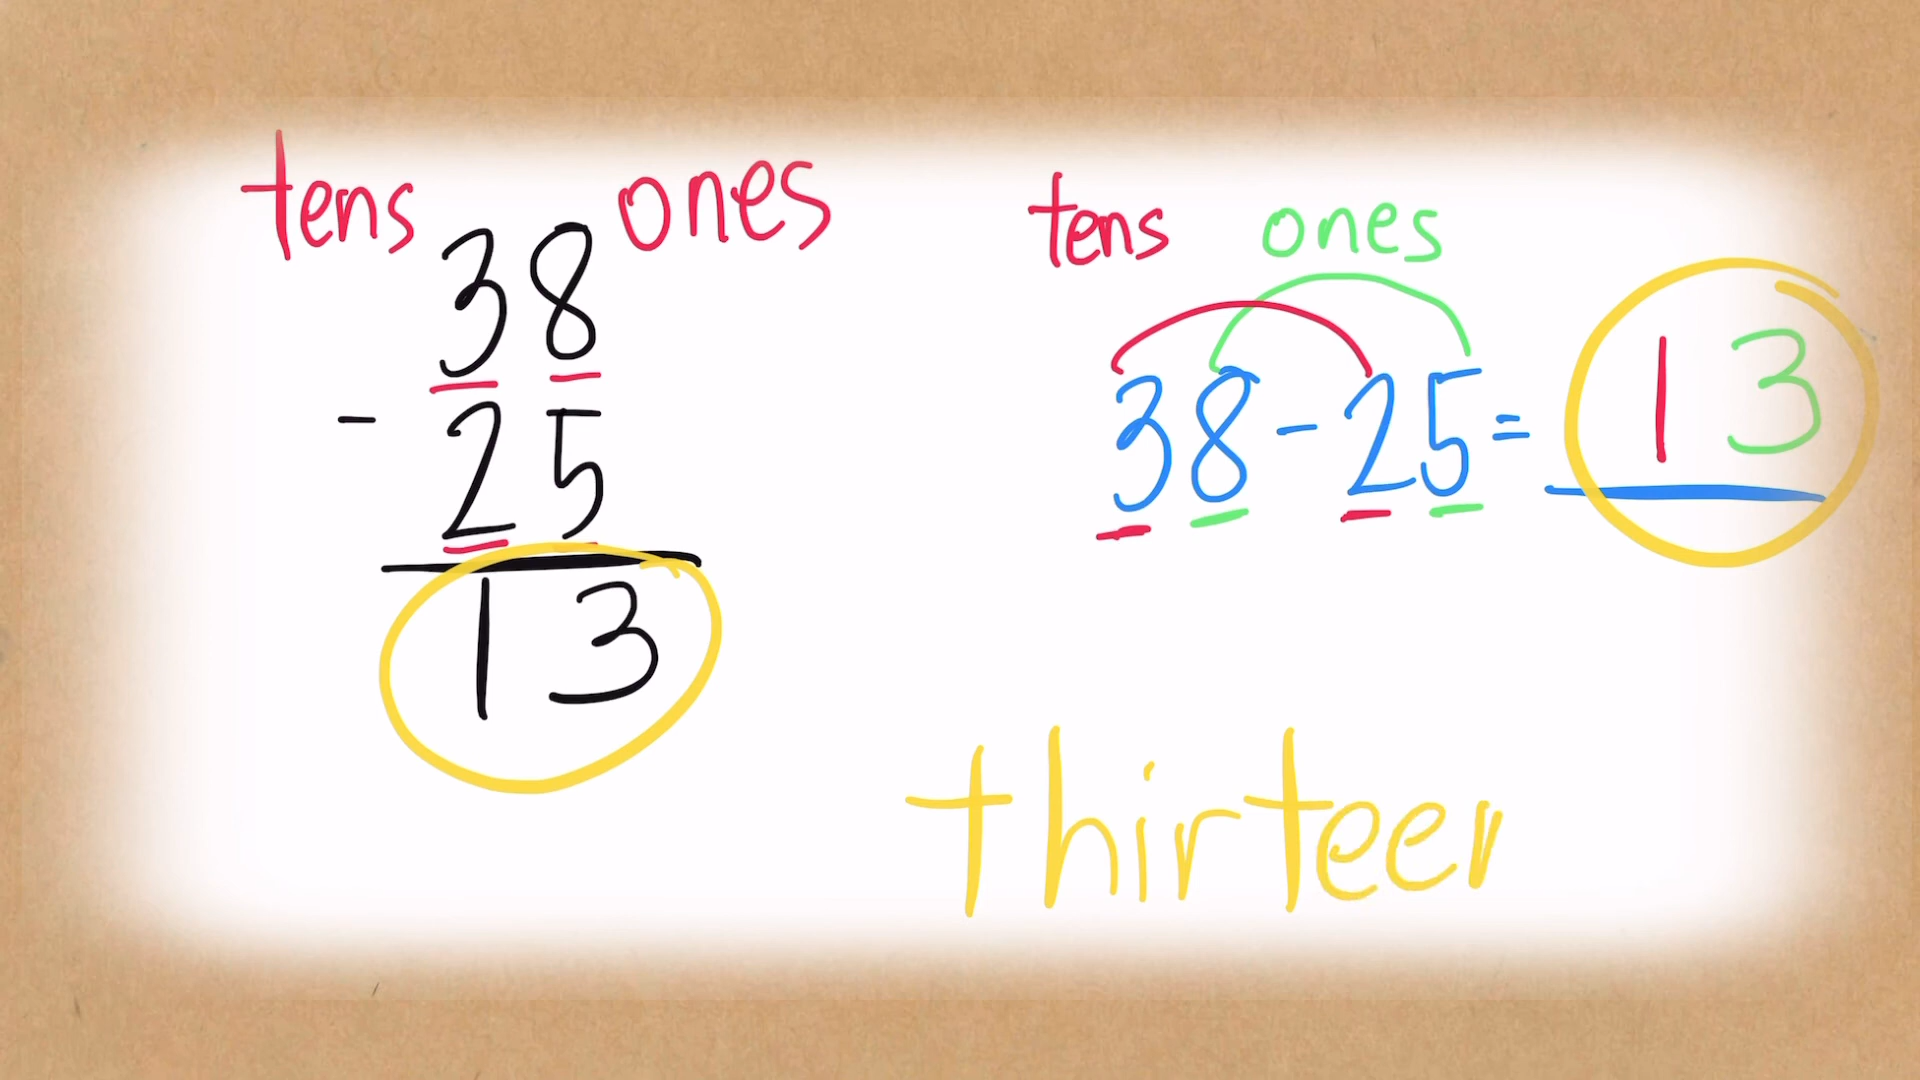 tens ones
38
- 25
13
tens ones
38 - 25 = 13
thirteen